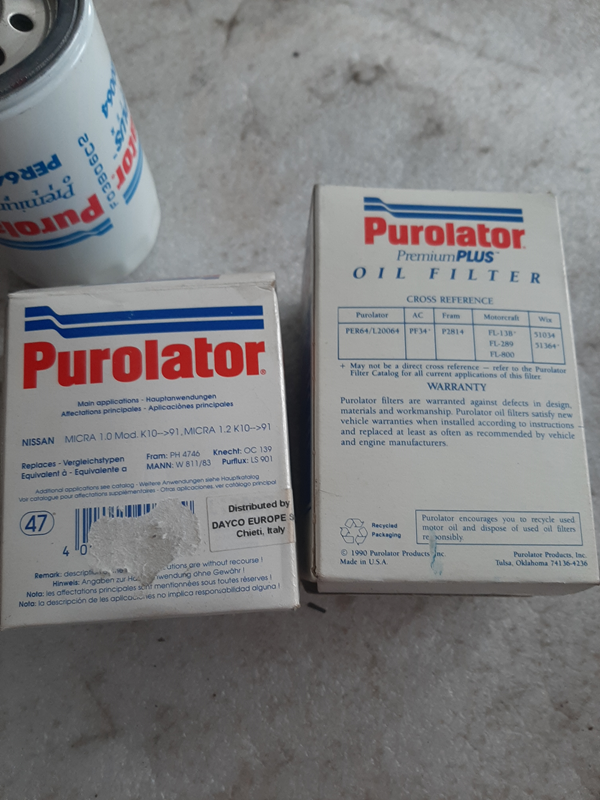 PER64
Premium
Purolator
Purolator
Main applications - Hauptanwendungen
Affectations principales - Aplicaciònes principales
NISSAN MICRA 1.0 Mod. K10-->91, MICRA 1.2 K10-->91
Replaces - Vergleichstypen Fram: PH 4746 Knecht: OC 139
Equivalent à - Equivalente a MANN: W 811/83 Purflux: LS 901
Additional applications see catalog - Weitere Anwendungen siehe Hauptkatalog
Voir catalogue pour affectations supplémentaires - Otras aplicaciones, ver catálogo principal
47
4 0
Distributed by
DAYCO EUROPE
Chieti, Italy
Remark: are without recourse !
Hinweis: Angaben zur wendung ohne Gewähr !
Nota: les affectations principales sont mentionnées sous toutes réserves !
Nota: la descripción de las no implica responsabilidad alguna !
Purolator
PremiumPLUS™
OIL FILTER
CROSS REFERENCE
Purolator AC Fram Motorcraft Wix
PER64/L20064 PF34+ P2814 FL-138+ 51034
FL-289 51364+
FL-800
+ May not be a direct cross reference — refer to the Purolator
Filter Catalog for all current applications of this filter.
WARRANTY
Purolator filters are warranted against defects in design,
materials and workmanship. Purolator oil filters satisfy new
vehicle warranties when installed according to instructions
and replaced at least as often as recommended by vehicle
and engine manufacturers.
Recycled
Packaging
Purolator encourages you to recycle used
motor oil and dispose of used oil filters
responsibly.
© 1990 Purolator Products Inc. Purolator Products, Inc.
Made in U.S.A. Tulsa, Oklahoma 74136-4236